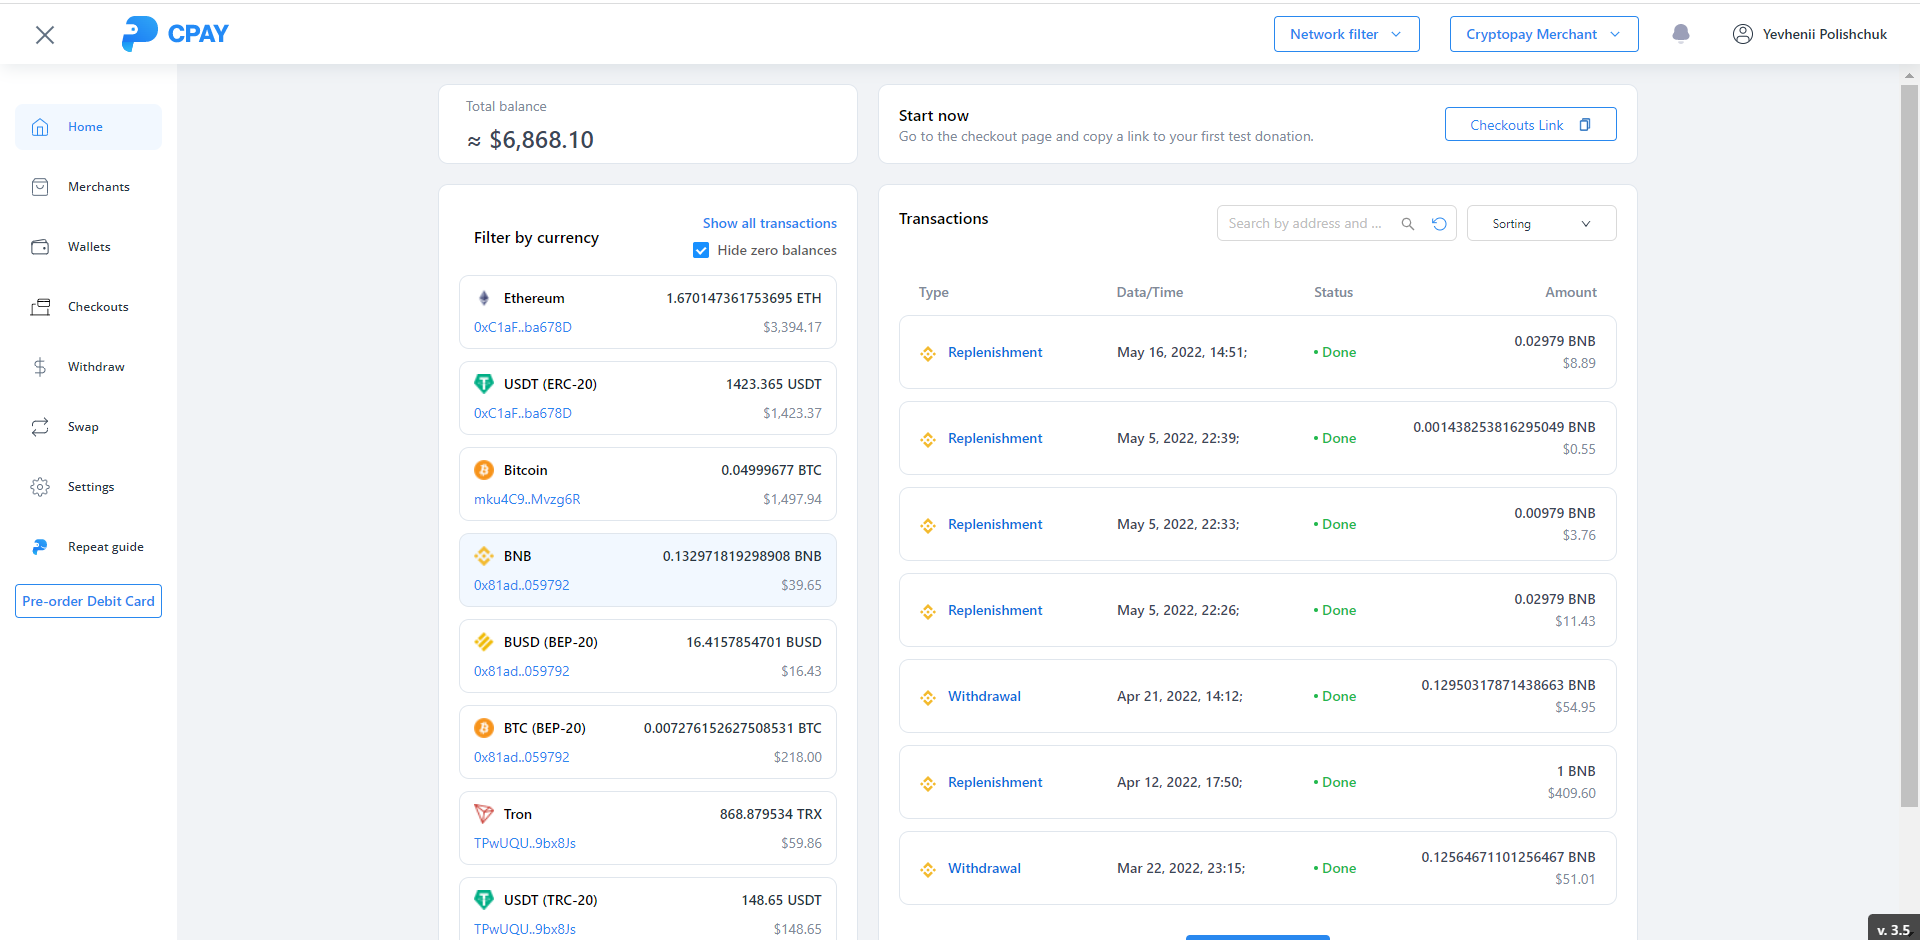 CPAY
Network filter
Cryptopay Merchant
Yevhenii Polishchuk
Home
Merchants
Wallets
Checkouts
Withdraw
Swap
Settings
Repeat guide
Pre-order Debit Card
Total balance
≈ $6,868.10
Start now
Go to the checkout page and copy a link to your first test donation.
Checkouts Link
Filter by currency
Show all transactions
Hide zero balances
Ethereum 1.670147361753695 ETH
0xC1aF..ba678D $3,394.17
USDT (ERC-20) 1423.365 USDT
0xC1aF..ba678D $1,423.37
Bitcoin 0.04999677 BTC
mku4C9..Mvzg6R $1,497.94
BNB 0.132971819298908 BNB
0x81ad..059792 $39.65
BUSD (BEP-20) 16.4157854701 BUSD
0x81ad..059792 $16.43
BTC (BEP-20) 0.007276152627508531 BTC
0x81ad..059792 $218.00
Tron 868.879534 TRX
TPwUQU..9bx8Js $59.86
USDT (TRC-20) 148.65 USDT
TPwUQU..9bx8Js $148.65
Transactions
Search by address and ...
Sorting
Type Data/Time Status Amount
Replenishment May 16, 2022, 14:51; • Done 0.02979 BNB
$8.89
Replenishment May 5, 2022, 22:39; • Done 0.001438253816295049 BNB
$0.55
Replenishment May 5, 2022, 22:33; • Done 0.00979 BNB
$3.76
Replenishment May 5, 2022, 22:26; • Done 0.02979 BNB
$11.43
Withdrawal Apr 21, 2022, 14:12; • Done 0.12950317871438663 BNB
$54.95
Replenishment Apr 12, 2022, 17:50; • Done 1 BNB
$409.60
Withdrawal Mar 22, 2022, 23:15; • Done 0.12564671101256467 BNB
$51.01
v. 3.5